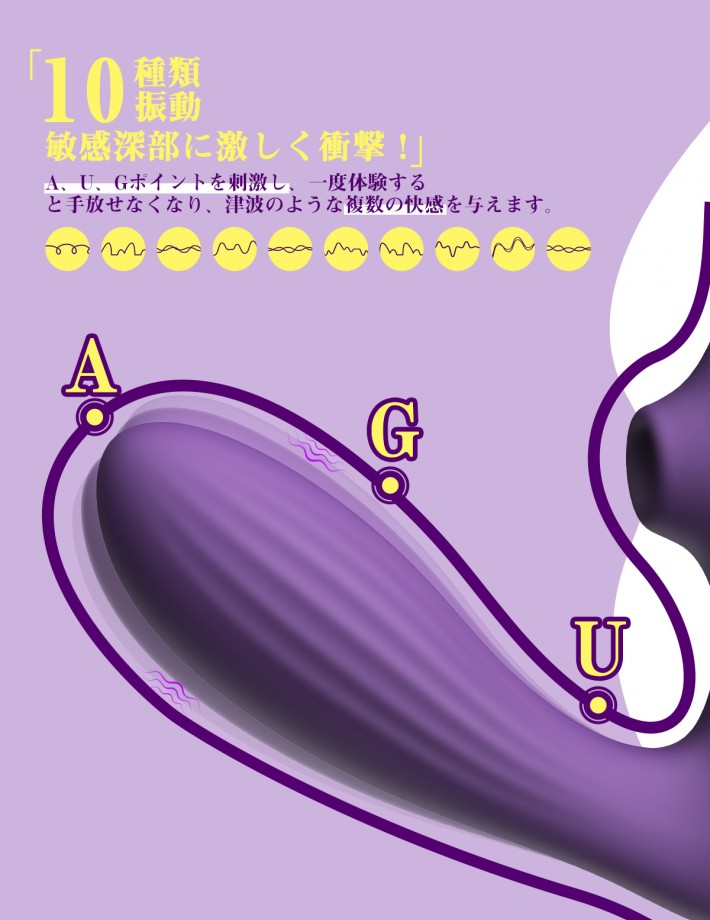 「10種類
振動
敏感深部に激しく衝撃！」
A、U、Gポイントを刺激し、一度体験する
と手放せなくなり、津波のような複数の快感を与えます。
A
G
U